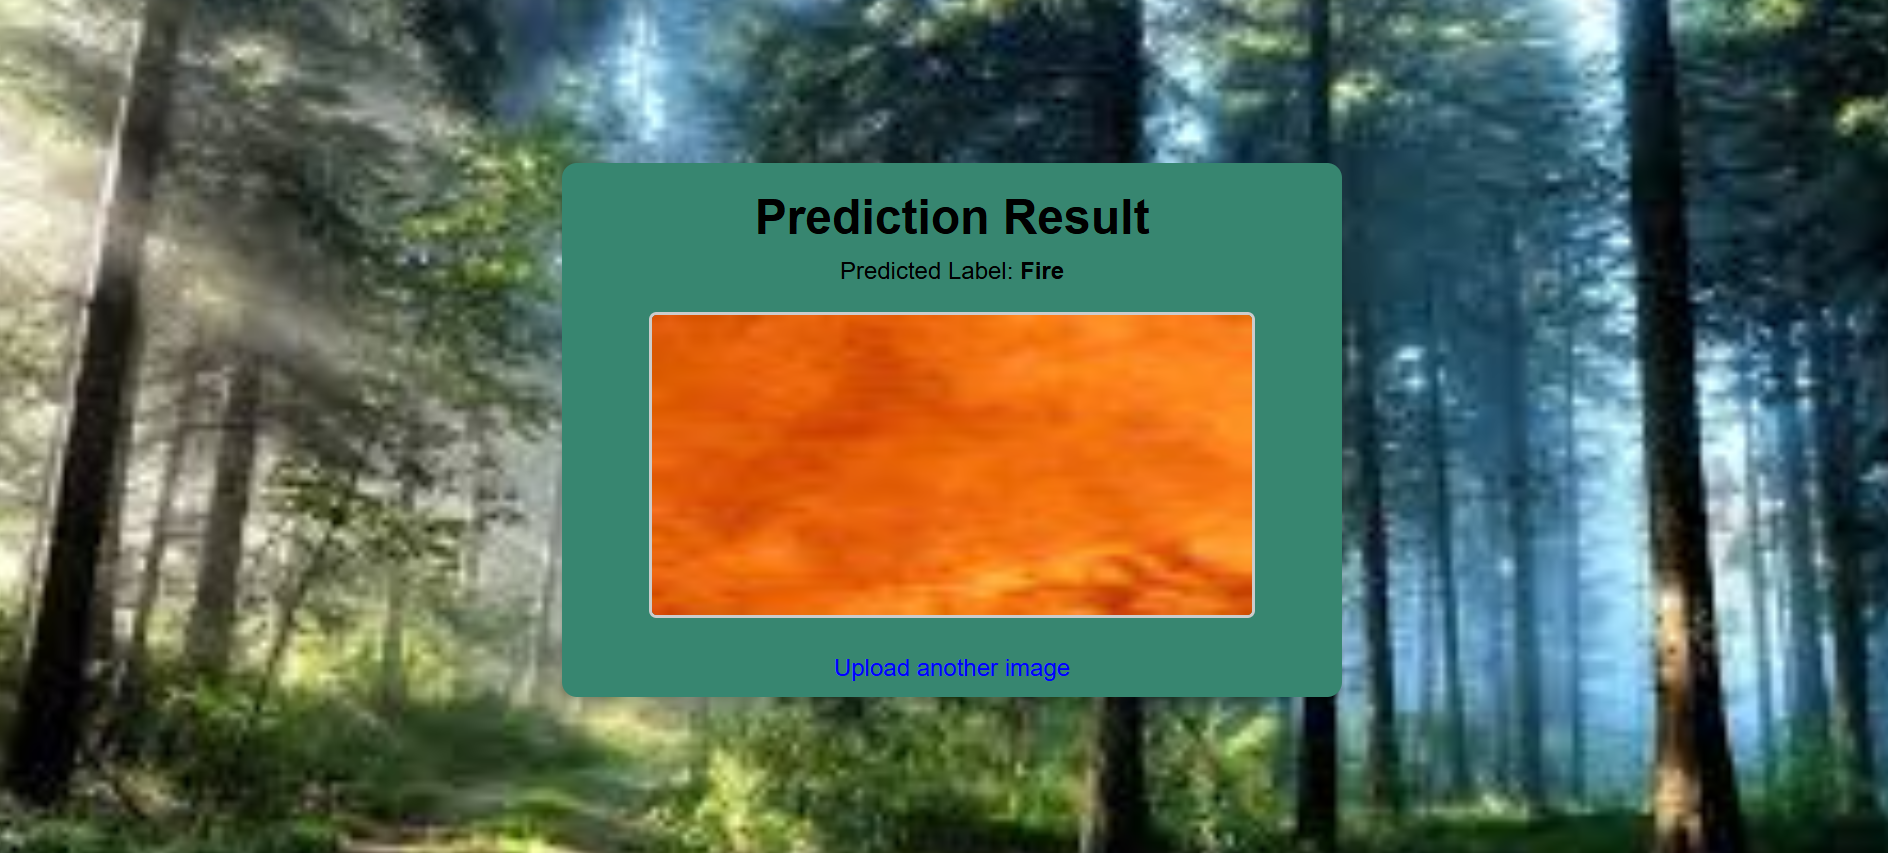 Prediction Result
Predicted Label: Fire
Upload another image